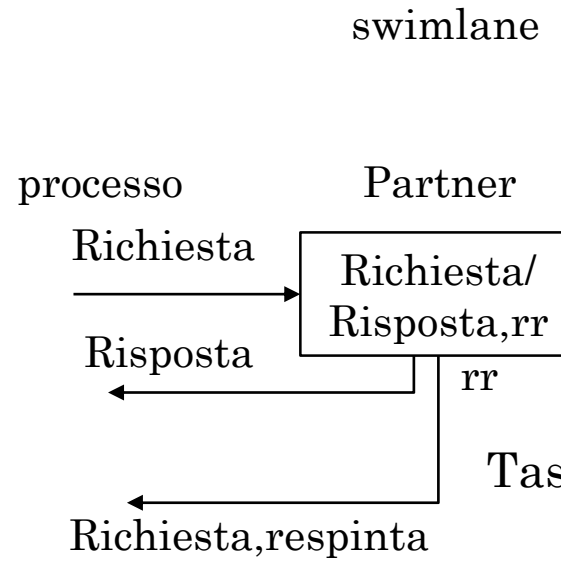 swimlane
processo Partner
Richiesta
Richiesta/
Risposta,rr
Risposta
rr
Richiesta,respinta